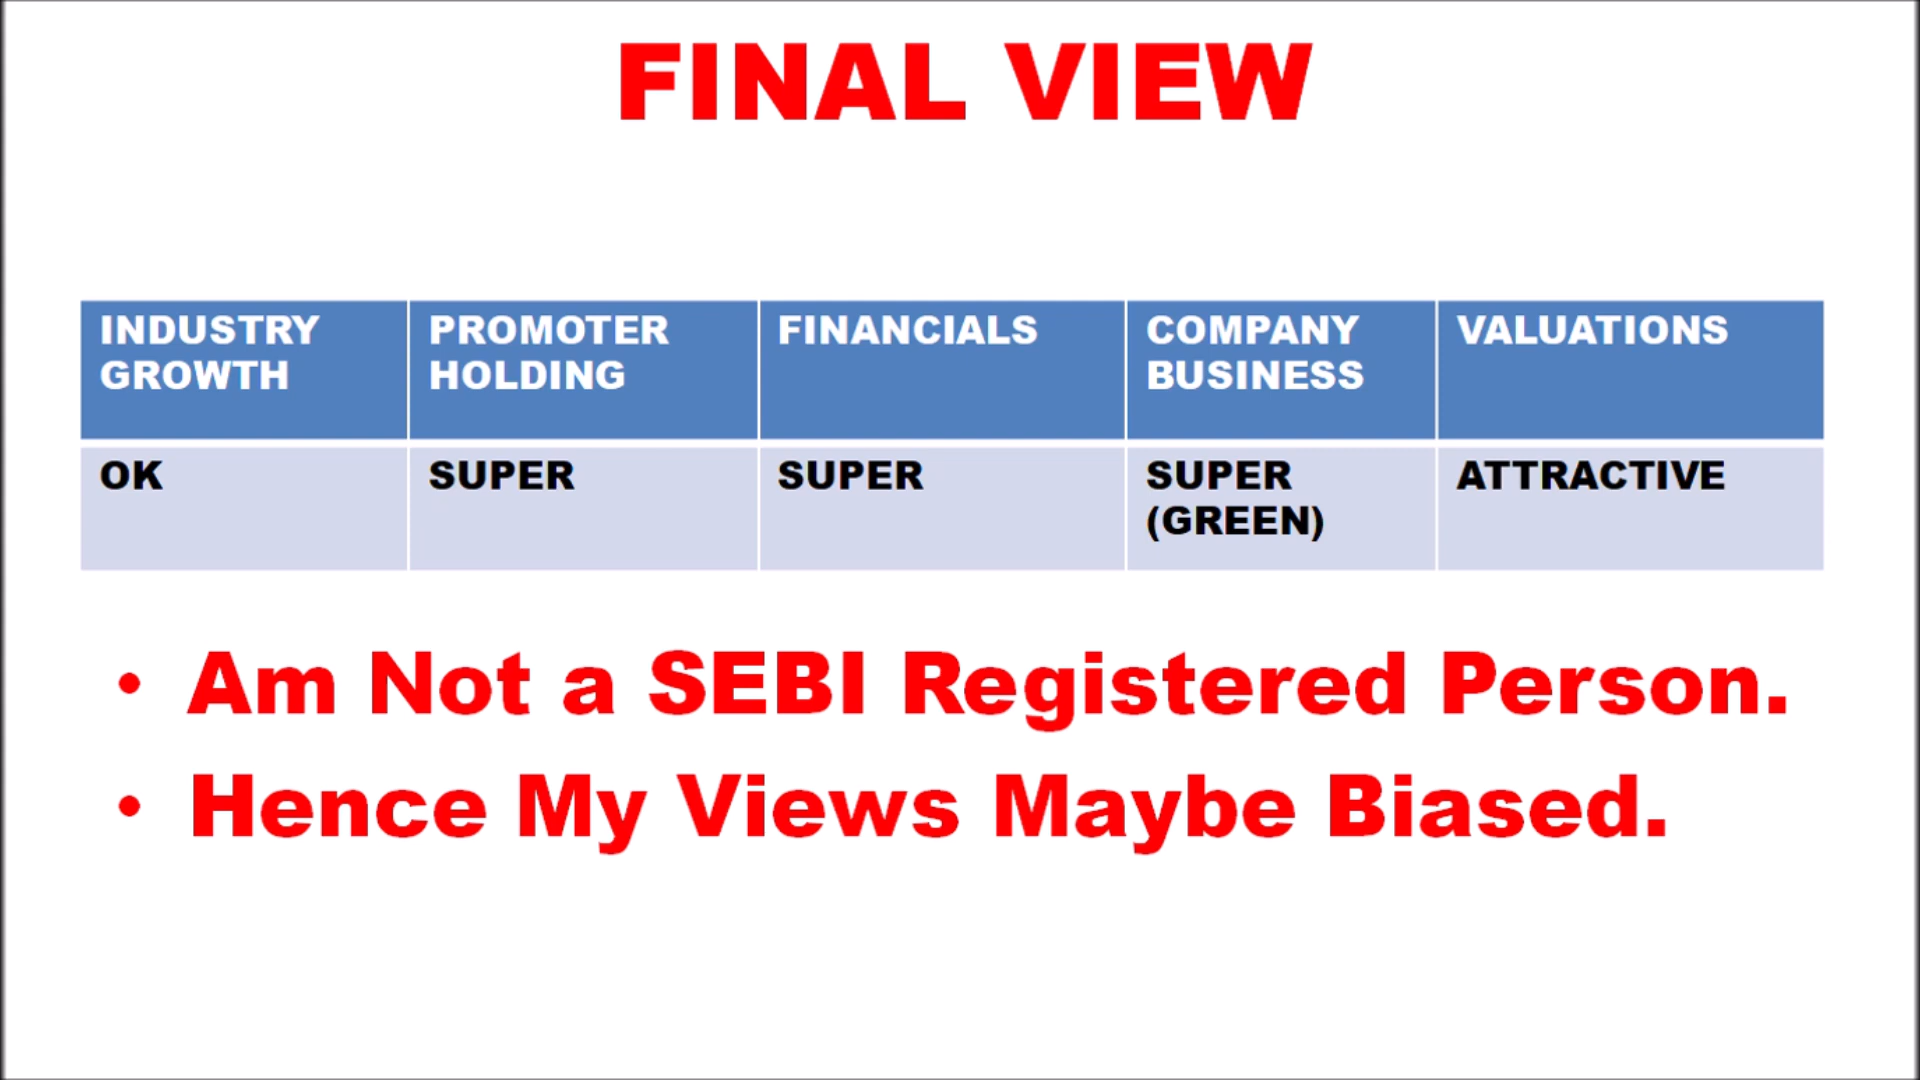 FINAL VIEW
INDUSTRY GROWTH
PROMOTER HOLDING
FINANCIALS
COMPANY BUSINESS
VALUATIONS
OK
SUPER
SUPER
SUPER (GREEN)
ATTRACTIVE
• Am Not a SEBI Registered Person.
• Hence My Views Maybe Biased.